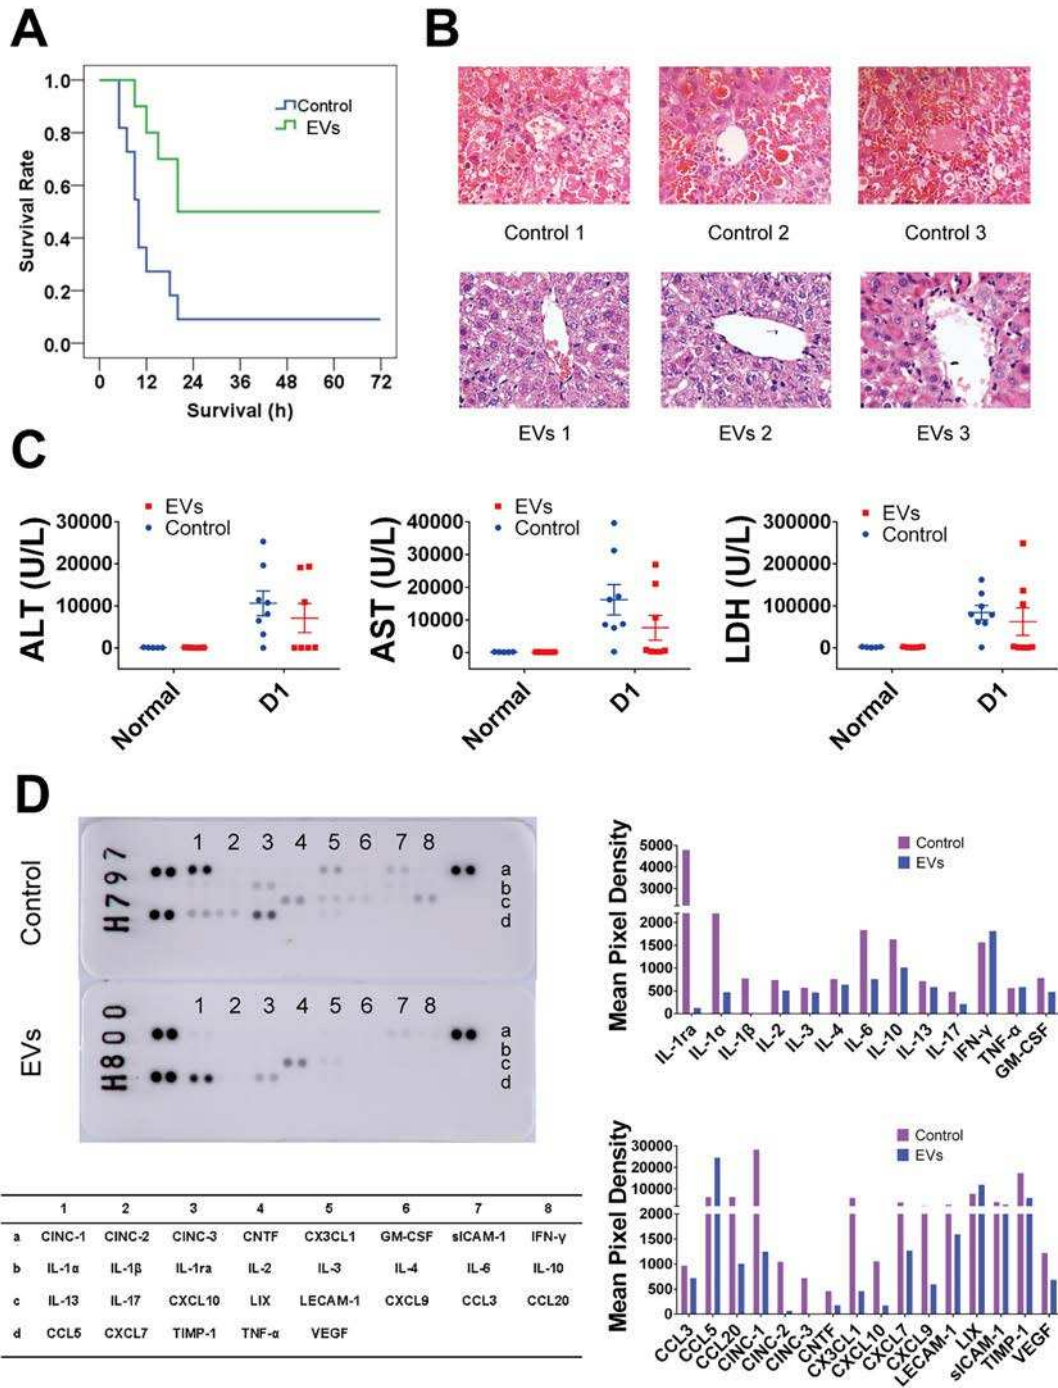 A
B
1.0
0.8
0.6
0.4
0.2
0.0
Survival Rate
Control
EVs
0 12 24 36 48 60 72
Survival (h)
Control 1 Control 2 Control 3
EVs 1 EVs 2 EVs 3
C
ALT (U/L)
30000
20000
10000
0
EVs
Control
Normal D1
AST (U/L)
40000
30000
20000
10000
0
EVs
Control
Normal D1
LDH (U/L)
300000
200000
100000
0
EVs
Control
Normal D1
D
Control
H797
1 2 3 4 5 6 7 8
a
b
c
d
EVs
H800
1 2 3 4 5 6 7 8
a
b
c
d
Mean Pixel Density
5000
4000
3000
2000
1500
1000
500
0
Control
EVs
IL-1ra IL-1α IL-1β IL-2 IL-3 IL-4 IL-6 IL-10 IL-13 IL-17 IFN-γ TNF-α GM-CSF
Mean Pixel Density
30000
20000
10000
2000
1500
1000
500
0
Control
EVs
CCL3 CCL5 CCL20 CINC-1 CINC-2 CINC-3 CNTF CX3CL1 CXCL10 CXCL7 CXCL9 LECAM-1 LIX sICAM-1 TIMP-1 VEGF
1 2 3 4 5 6 7 8
a CINC-1 CINC-2 CINC-3 CNTF CX3CL1 GM-CSF sICAM-1 IFN-γ
b IL-1α IL-1β IL-1ra IL-2 IL-3 IL-4 IL-6 IL-10
c IL-13 IL-17 CXCL10 LIX LECAM-1 CXCL9 CCL3 CCL20
d CCL5 CXCL7 TIMP-1 TNF-α VEGF